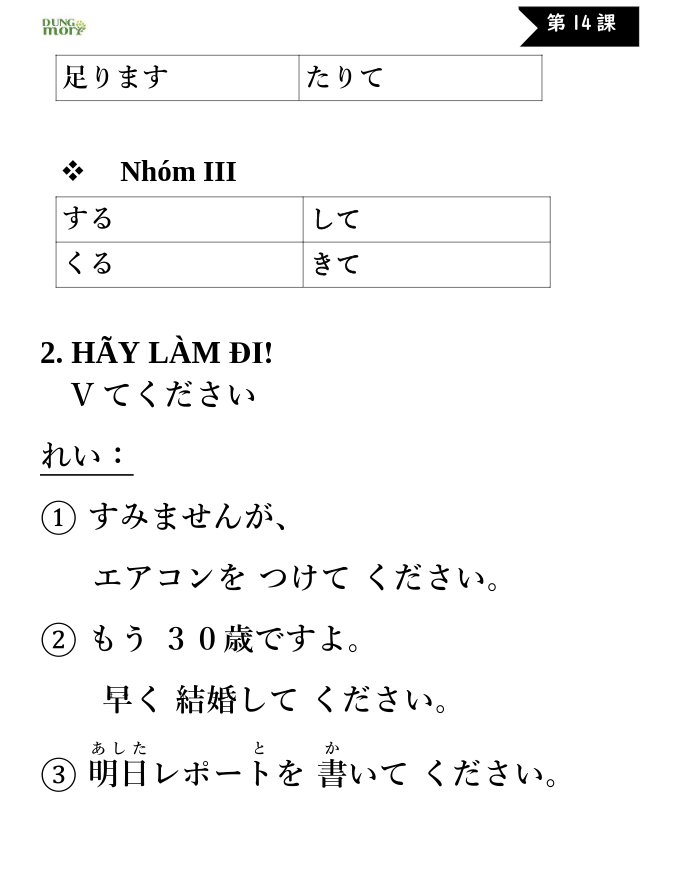 DUNG mori
第14課
足ります たりて
❖ Nhóm III
する して
くる きて
2. HÃY LÀM ĐI!
V てください
れい：
① すみませんが、
エアコンを つけて ください。
② もう ３０歳ですよ。
早く 結婚して ください。
あした と か
③ 明日レポートを 書いて ください。